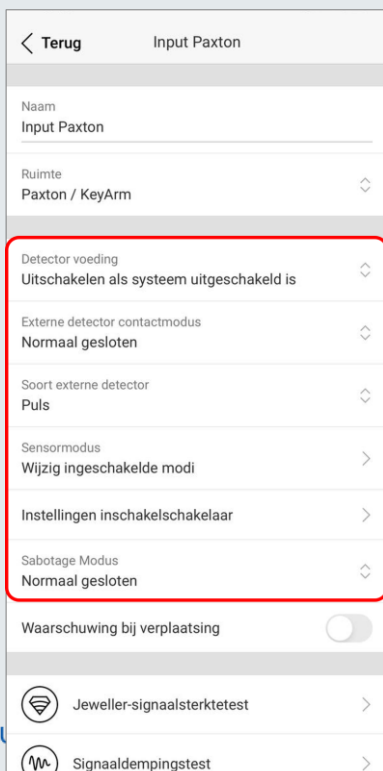 Terug Input Paxton
Naam
Input Paxton
Ruimte
Paxton / KeyArm
Detector voeding
Uitschakelen als systeem uitgeschakeld is
Externe detector contactmodus
Normaal gesloten
Soort externe detector
Puls
Sensormodus
Wijzig ingeschakelde modi
Instellingen inschakelschakelaar
Sabotage Modus
Normaal gesloten
Waarschuwing bij verplaatsing
Jeweller-signaalsterktetest
Signaaldempingstest